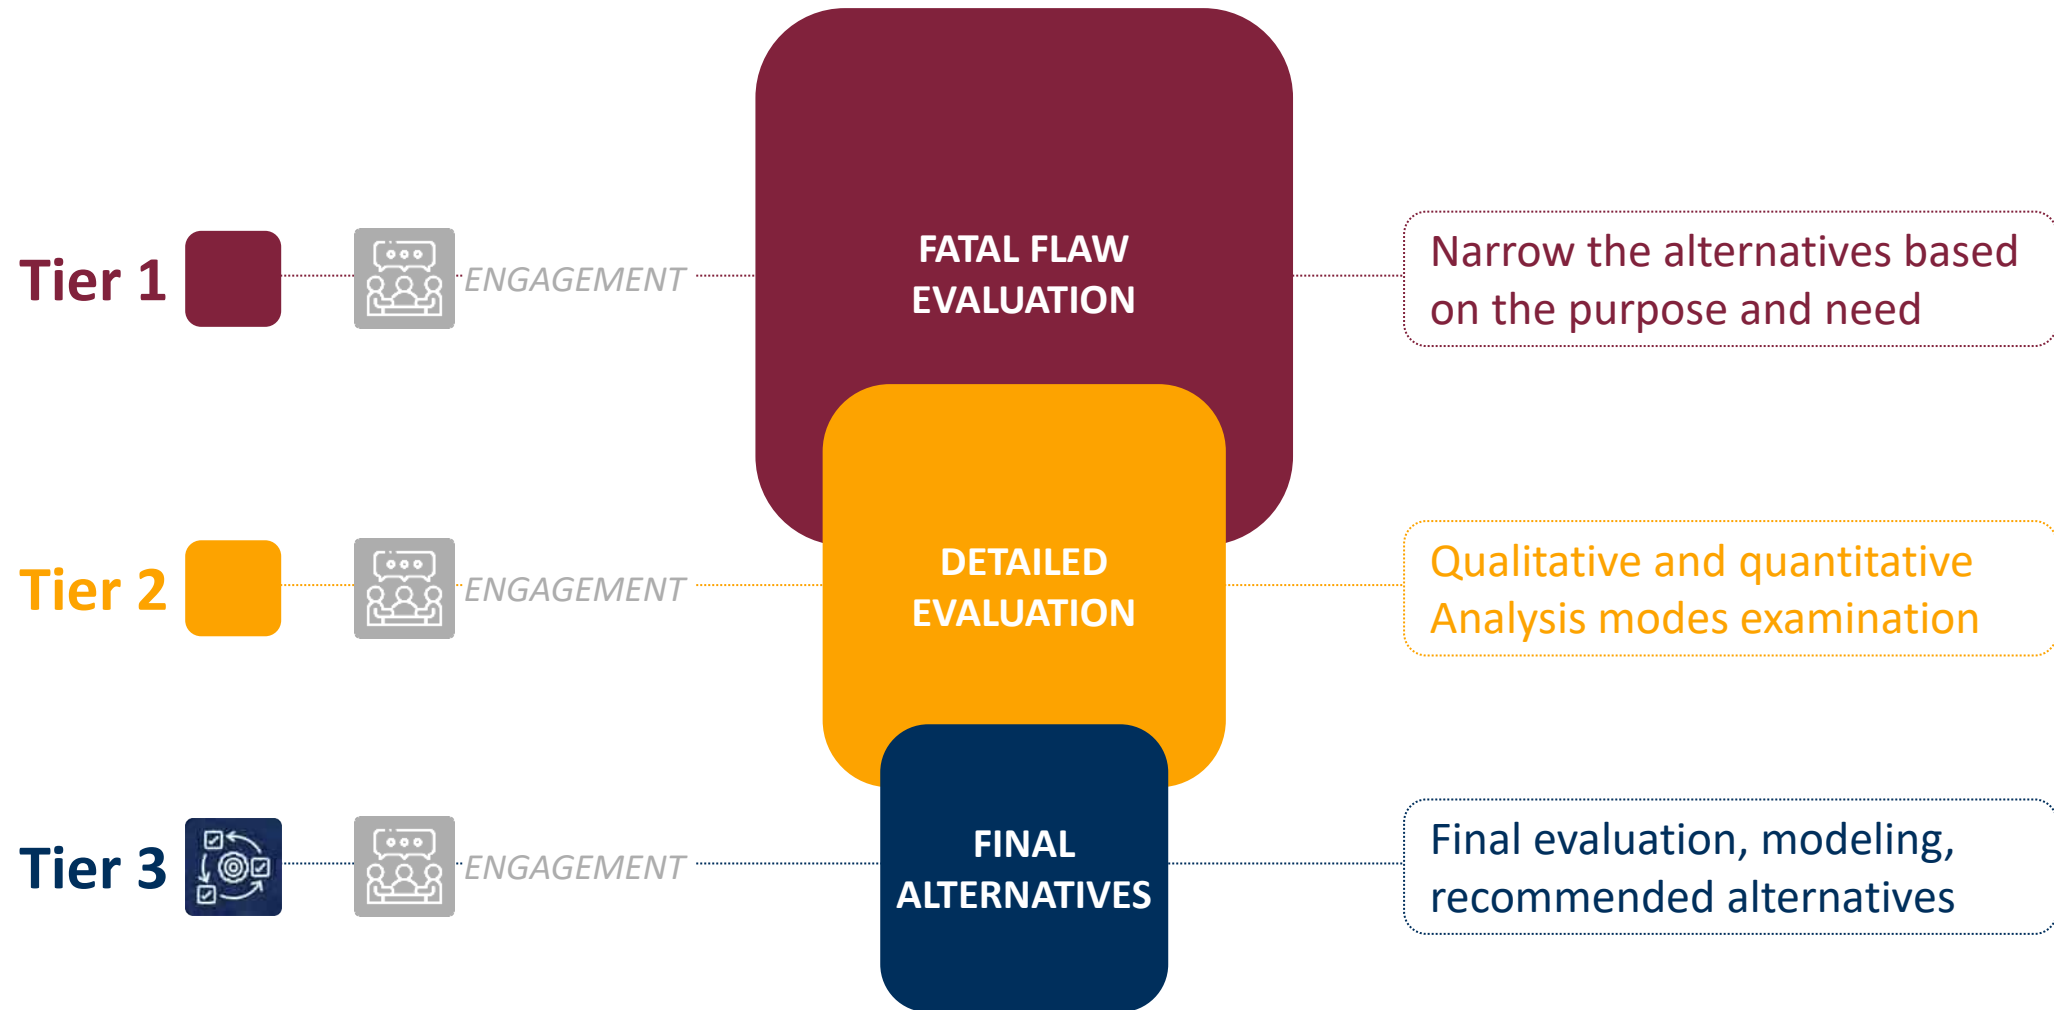 Tier 1
ENGAGEMENT
FATAL FLAW
EVALUATION
Narrow the alternatives based
on the purpose and need
Tier 2
ENGAGEMENT
DETAILED
EVALUATION
Qualitative and quantitative
Analysis modes examination
Tier 3
ENGAGEMENT
FINAL
ALTERNATIVES
Final evaluation, modeling,
recommended alternatives